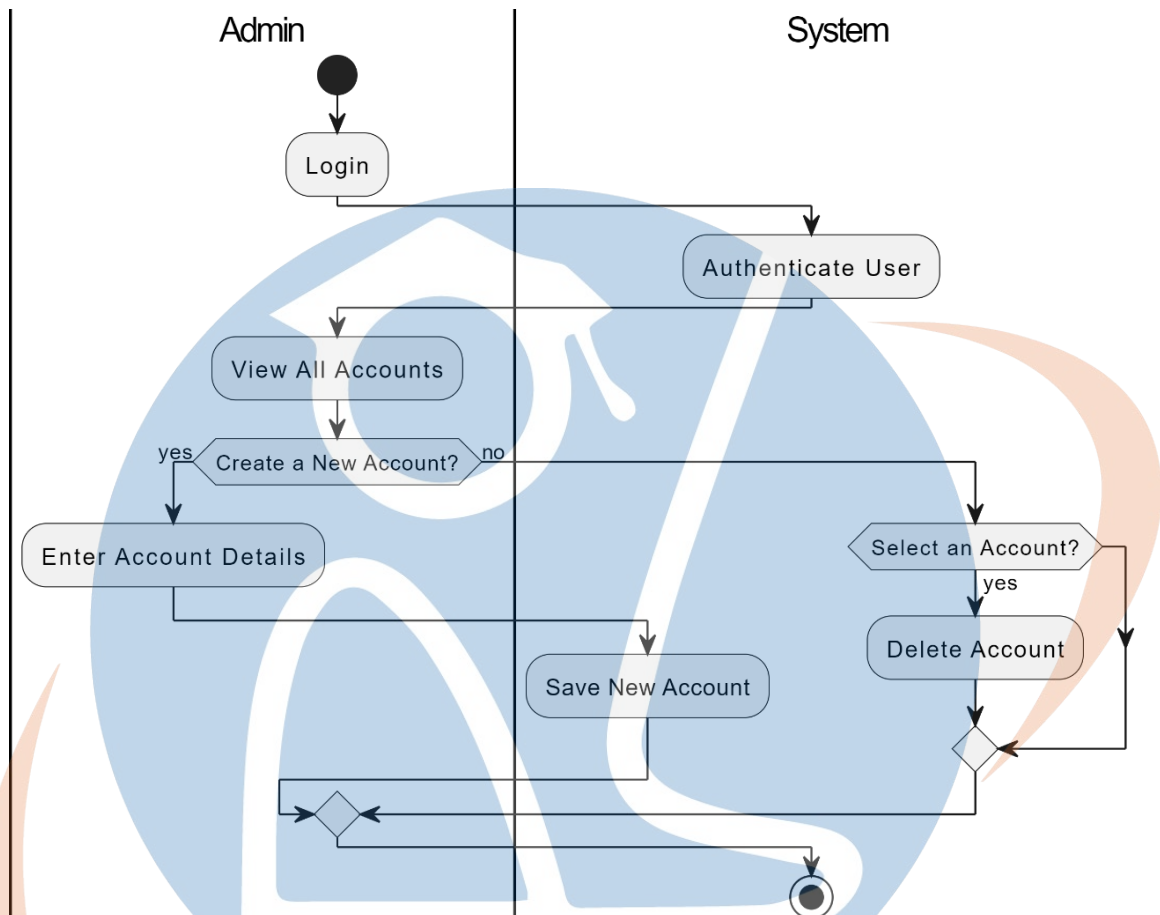 Admin
System
Login
Authenticate User
View All Accounts
yes
Create a New Account?
no
Enter Account Details
Select an Account?
yes
Delete Account
Save New Account